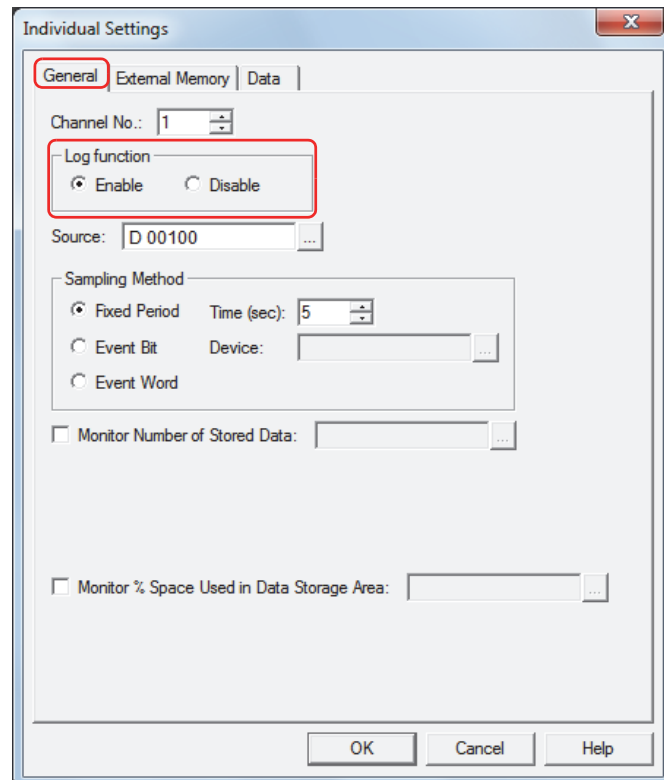 Individual Settings
General External Memory Data
Channel No.: 1
Log function
Enable Disable
Source: D 00100 ...
Sampling Method
Fixed Period Time (sec): 5
Event Bit Device: ...
Event Word
Monitor Number of Stored Data: ...
Monitor % Space Used in Data Storage Area: ...
OK Cancel Help